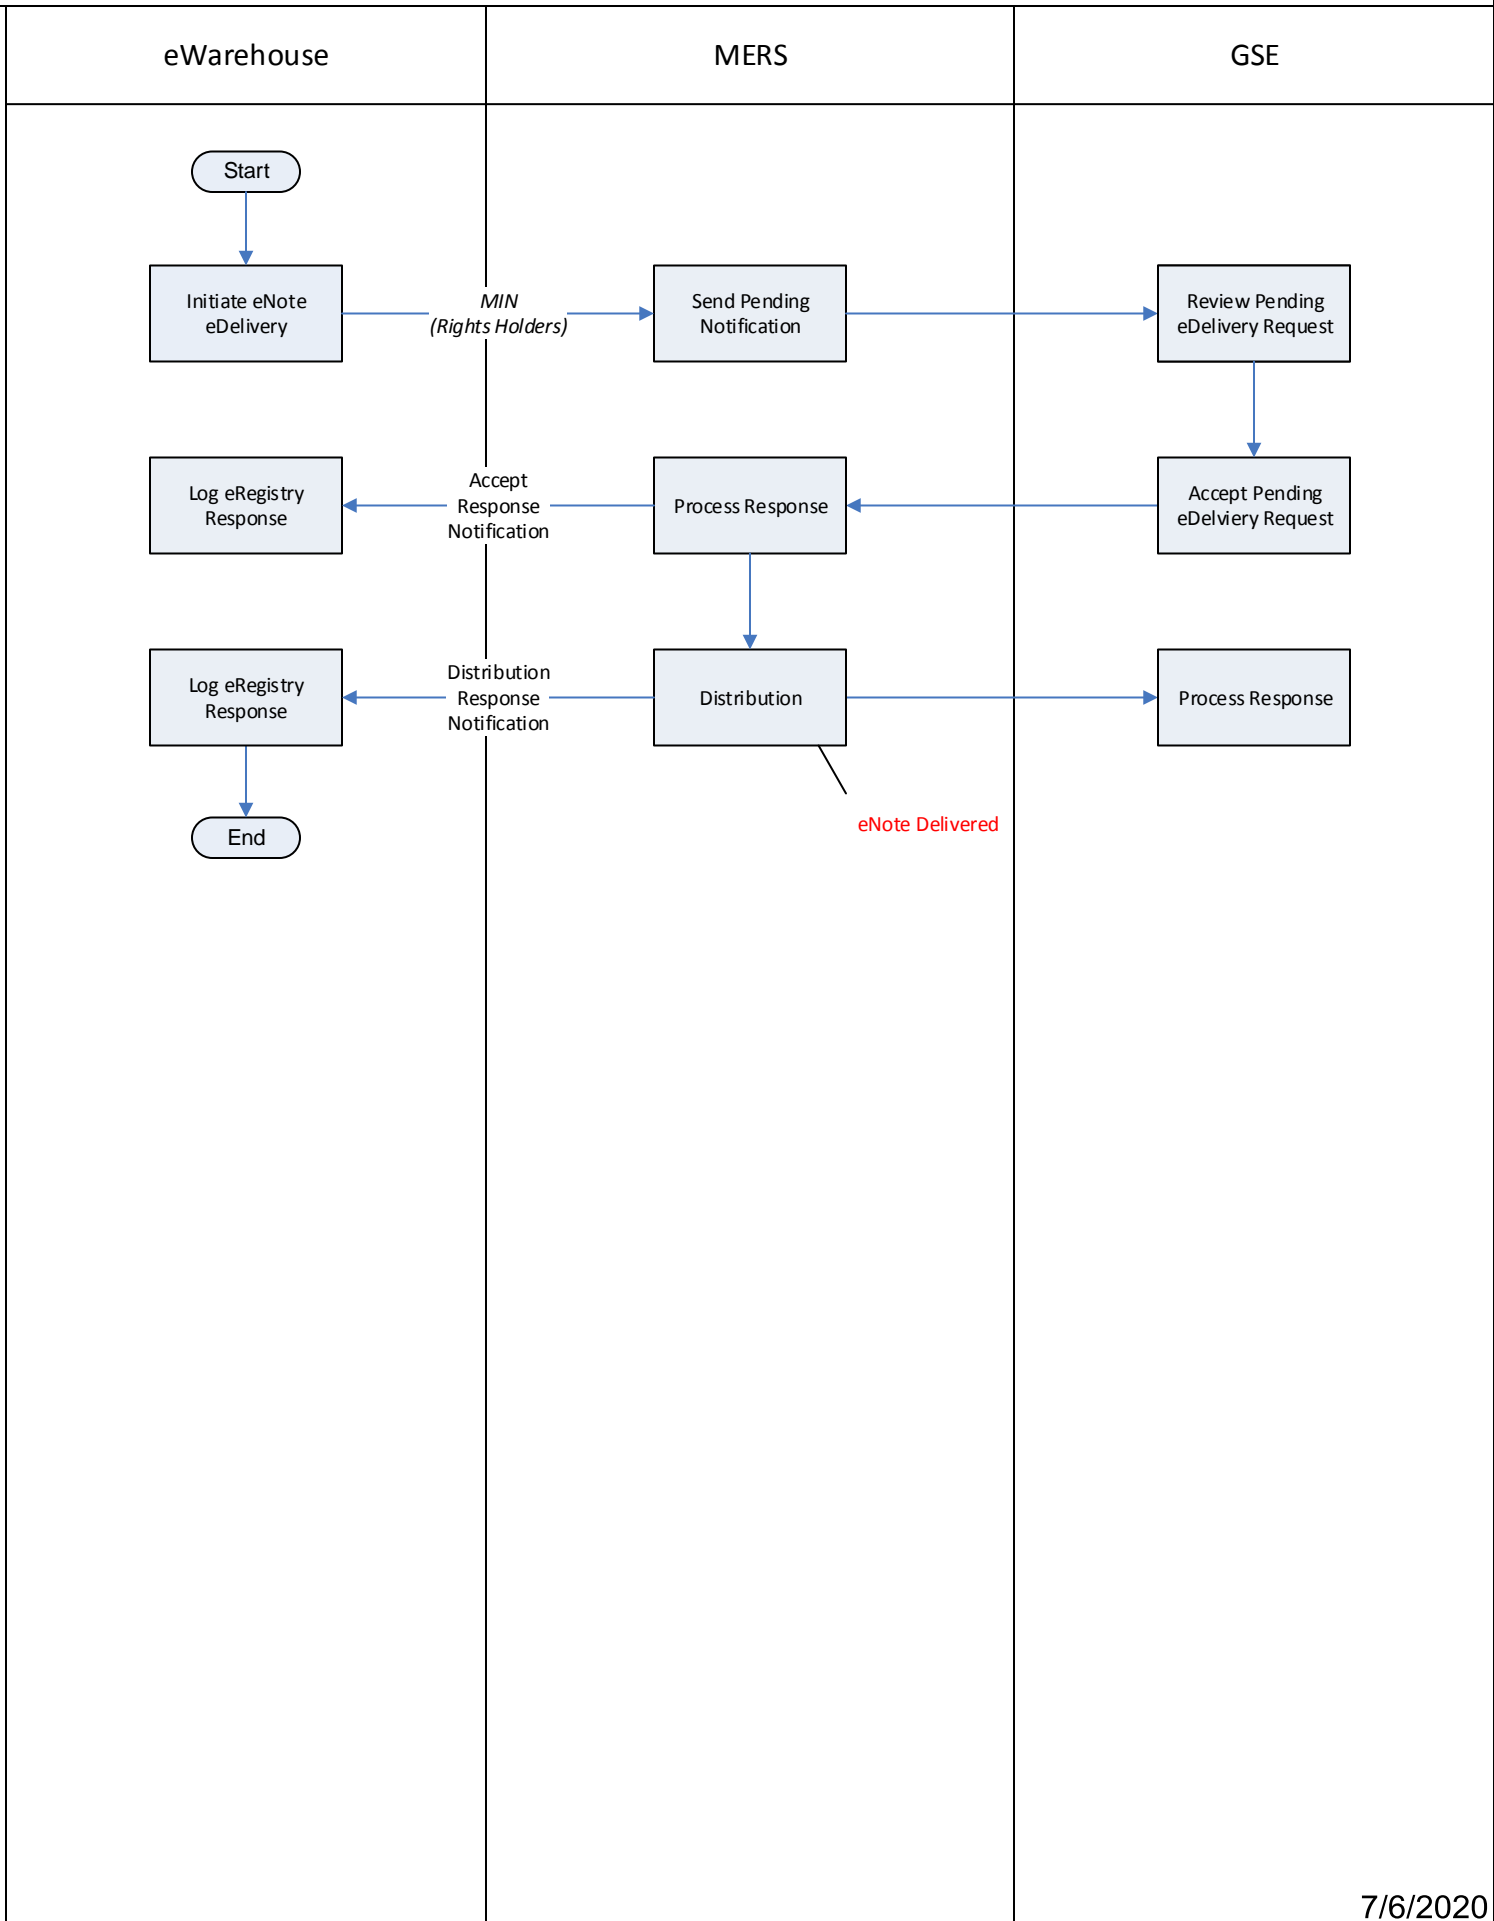 eWarehouse
MERS
GSE
Start
Initiate eNote
eDelivery
MIN
(Rights Holders)
Send Pending
Notification
Review Pending
eDelivery Request
Log eRegistry
Response
Accept
Response
Notification
Process Response
Accept Pending
eDelviery Request
Log eRegistry
Response
Distribution
Response
Notification
Distribution
Process Response
eNote Delivered
End
7/6/2020